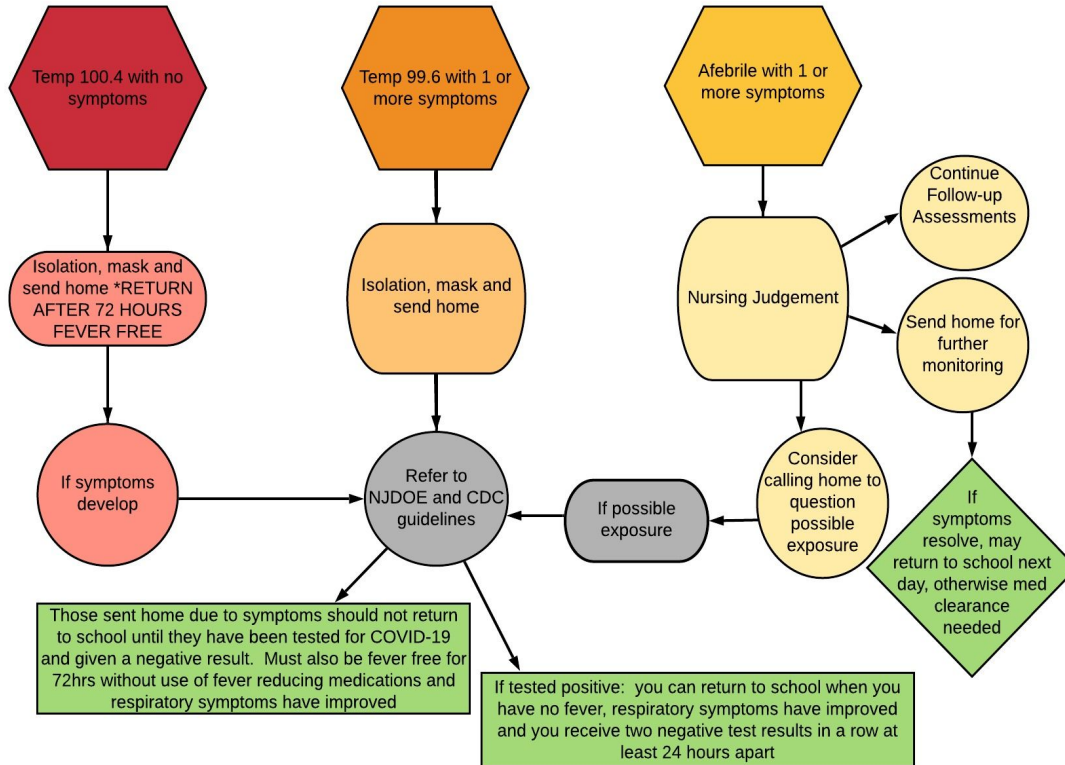 Temp 100.4 with no
symptoms
Temp 99.6 with 1 or
more symptoms
Afebrile with 1 or
more symptoms
Isolation, mask and
send home *RETURN
AFTER 72 HOURS
FEVER FREE
Isolation, mask and
send home
Nursing Judgement
Continue
Follow-up
Assessments
Send home for
further
monitoring
If symptoms
develop
Refer to
NJDOE and CDC
guidelines
If possible
exposure
Consider
calling home to
question
possible
exposure
If
symptoms
resolve, may
return to school next
day, otherwise med
clearance
needed
Those sent home due to symptoms should not return
to school until they have been tested for COVID-19
and given a negative result.  Must also be fever free for
72hrs without use of fever reducing medications and
respiratory symptoms have improved
If tested positive:  you can return to school when you
have no fever, respiratory symptoms have improved
and you receive two negative test results in a row at
least 24 hours apart